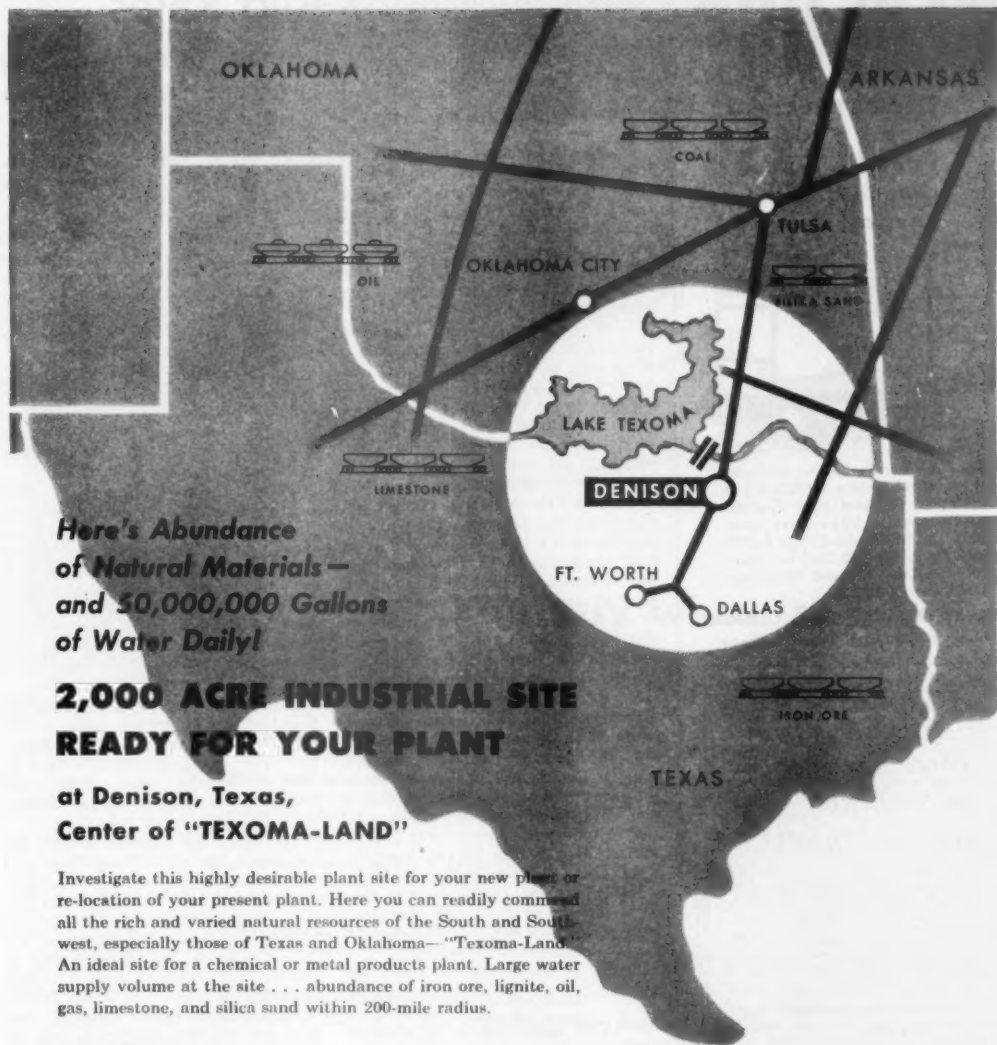 OKLAHOMA
ARKANSAS
COAL
TULSA
OKLAHOMA CITY
OIL
SILIKA SAND
LAKE TEXOMA
LIMESTONE
DENISON
FT. WORTH
DALLAS
IRON ORE
TEXAS
Here's Abundance
of Natural Materials—
and 50,000,000 Gallons
of Water Daily!
2,000 ACRE INDUSTRIAL SITE
READY FOR YOUR PLANT
at Denison, Texas,
Center of "TEXOMA-LAND"
Investigate this highly desirable plant site for your new plant or
re-location of your present plant. Here you can readily command
all the rich and varied natural resources of the South and South-
west, especially those of Texas and Oklahoma—"Texoma-Land."
An ideal site for a chemical or metal products plant. Large water
supply volume at the site . . . abundance of iron ore, lignite, oil,
gas, limestone, and silica sand within 200-mile radius.